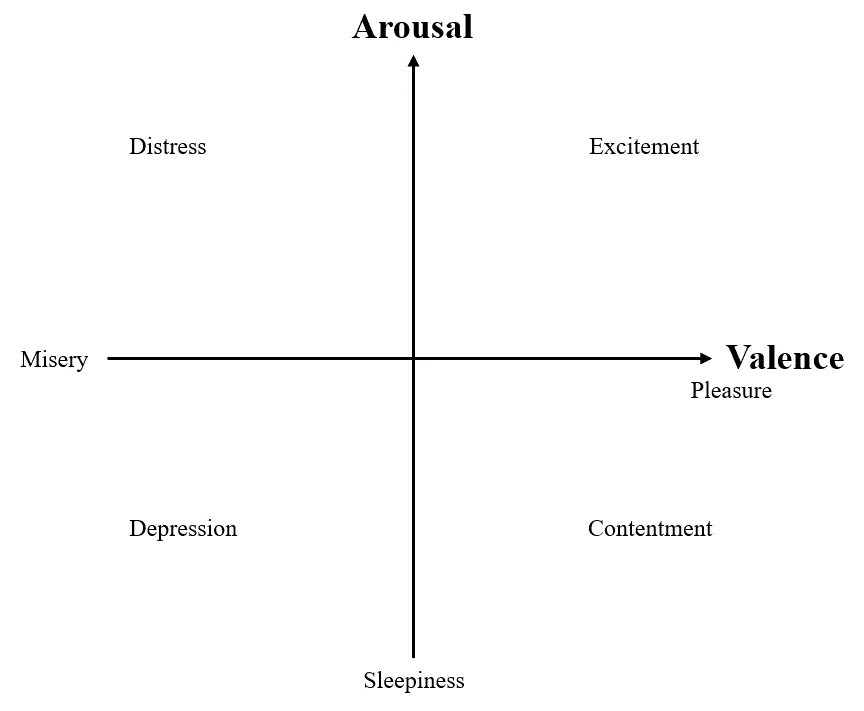 Arousal
Distress
Excitement
Misery
Valence
Pleasure
Depression
Contentment
Sleepiness